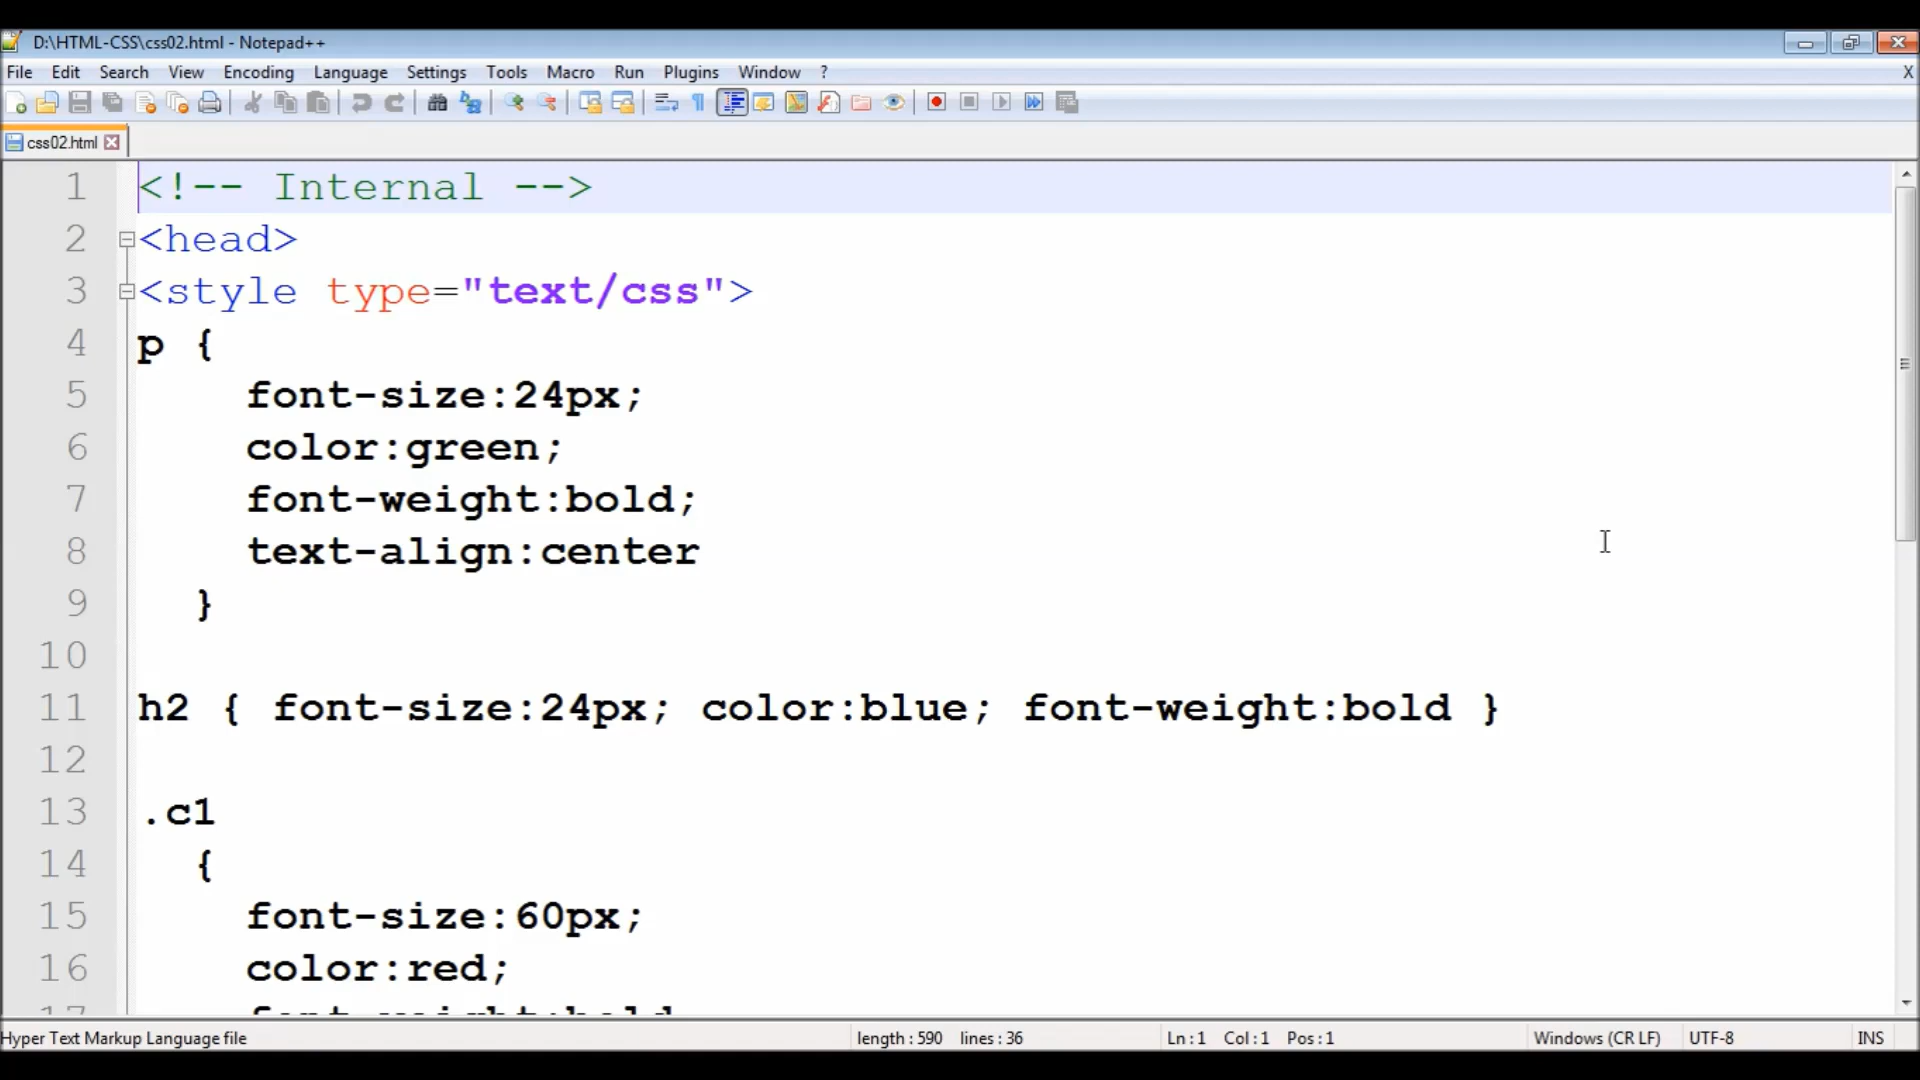 D:\HTML-CSS\css02.html - Notepad++
File Edit Search View Encoding Language Settings Tools Macro Run Plugins Window ? X
css02.html
1 <!-- Internal -->
2 <head>
3 <style type="text/css">
4 p {
5 font-size:24px;
6 color:green;
7 font-weight:bold;
8 text-align:center
9 }
10
11 h2 { font-size:24px; color:blue; font-weight:bold }
12
13 .c1
14 {
15 font-size:60px;
16 color:red;
17 font-weight:bold
Hyper Text Markup Language file length : 590 lines : 36 Ln : 1 Col : 1 Pos : 1 Windows (CR LF) UTF-8 INS